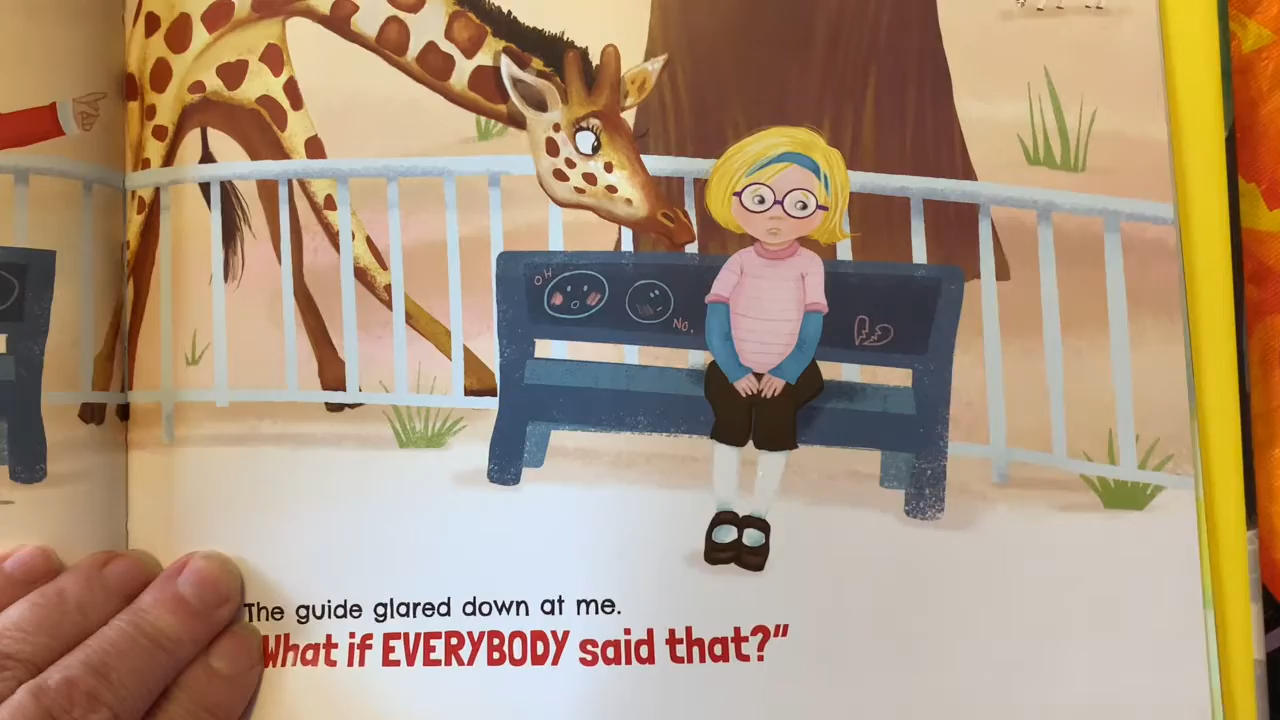 OH
NO.
The guide glared down at me.
"What if EVERYBODY said that?"